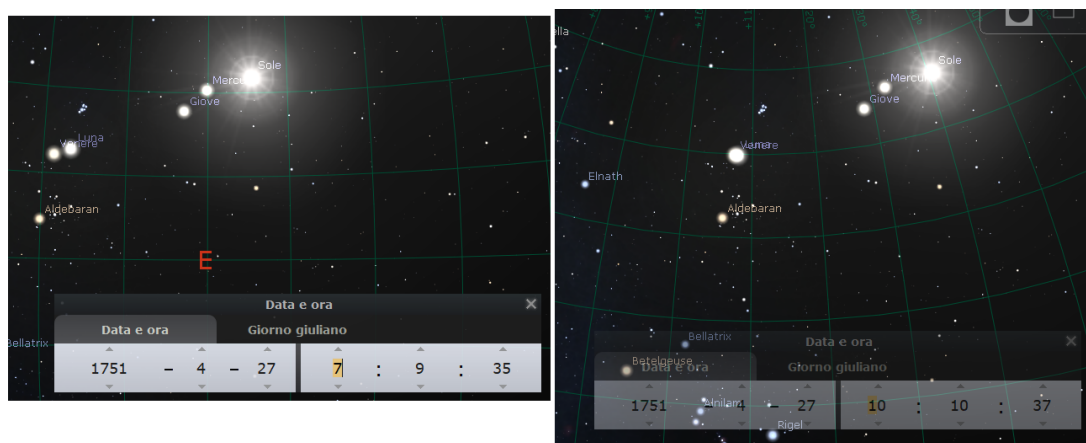 Sole
Mercu
Giove
Luna
Venere
Aldebaran
E
Bellatrix
Data e ora
Data e ora Giorno giuliano
1751 - 4 - 27 7 : 9 : 35
ella
Sole
Mercurio
Giove
Venere
Elnath
Aldebaran
Bellatrix
Data e ora
Betelgeuse
Data e ora Giorno giuliano
1751 - 4 - 27 10 : 10 : 37
Alnilam
Rigel